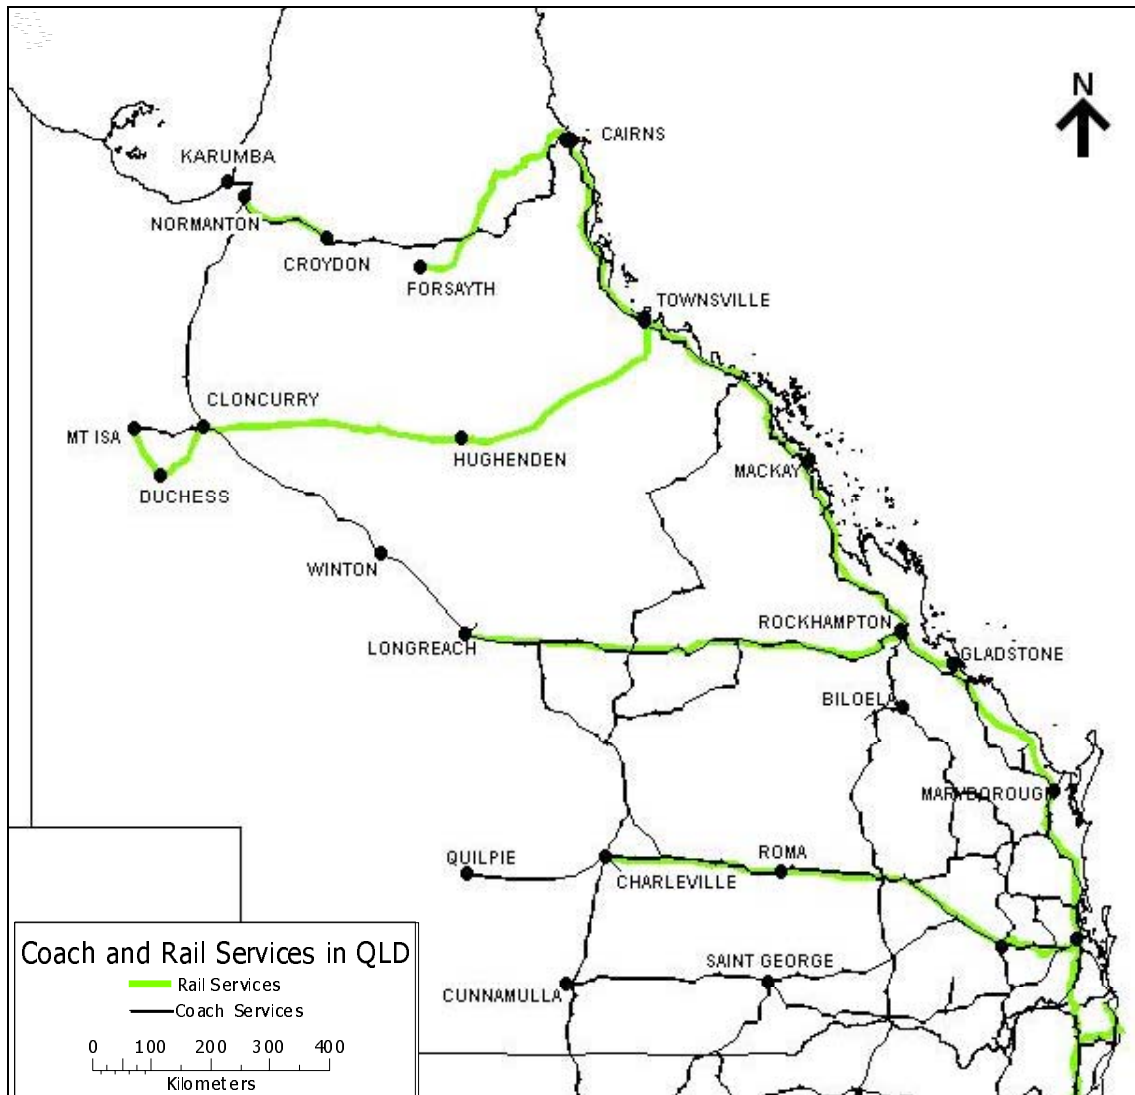 N
CAIRNS
KARUMBA
NORMANTON
CROYDON
FORSAYTH
TOWNSVILLE
CLONCURRY
MT ISA
HUGHENDEN
DUCHESS
MACKAY
WINTON
ROCKHAMPTON
LONGREACH
GLADSTONE
BILOELA
MARYBOROUGH
QUILPIE
ROMA
CHARLEVILLE
SAINT GEORGE
CUNNAMULLA
Coach and Rail Services in QLD
Rail Services
Coach Services
0 100 200 300 400
Kilometers